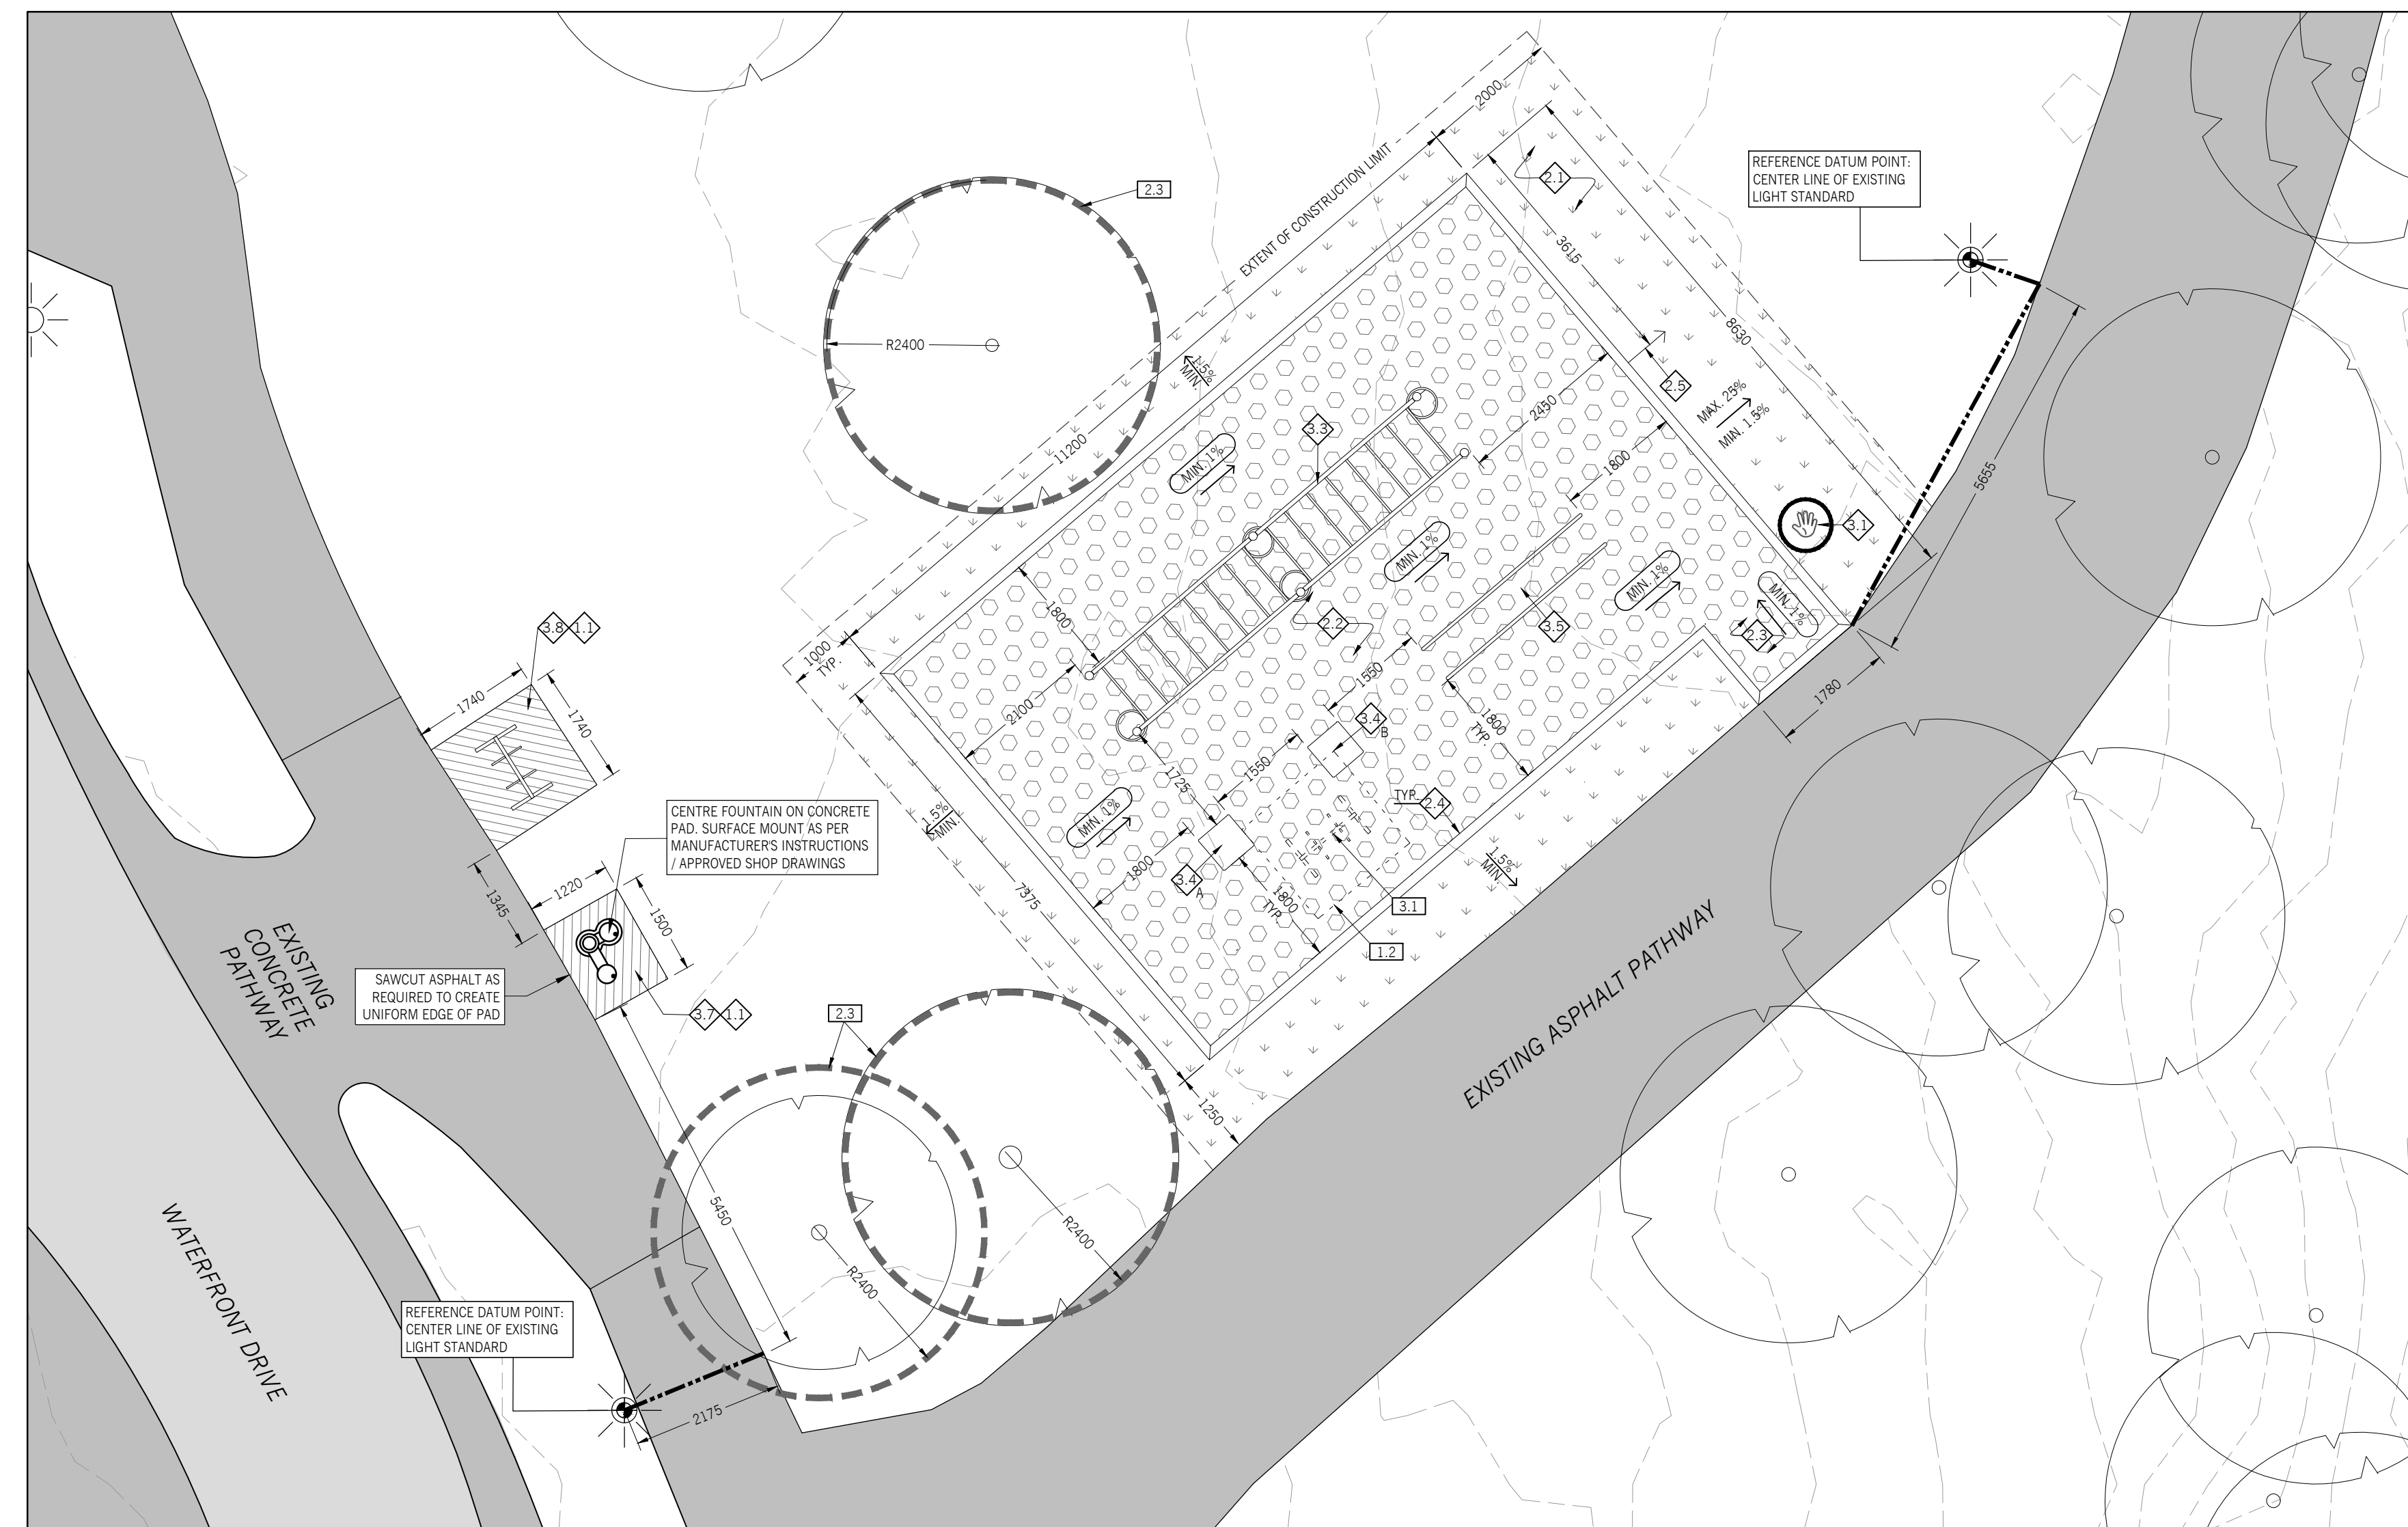 2000
EXTENT OF CONSTRUCTION LIMIT
2.1
REFERENCE DATUM POINT:
CENTER LINE OF EXISTING
LIGHT STANDARD
2.3
3615
8630
R2400
1.5%
MIN.
2.5
MAX. 25%
MIN. 1.5%
2450
11200
3.3
MIN. 1%
1800
5655
3.1
MIN. 1%
MIN. 1%
MIN. 1%
1800
2.2
3.5
2.3
3.8
1.1
1000
TYP.
1550
1740
1740
2100
3.4
B
1800
TYP.
1780
1725
1550
TYP.
2.4
CENTRE FOUNTAIN ON CONCRETE
PAD. SURFACE MOUNT AS PER
MANUFACTURER'S INSTRUCTIONS
/ APPROVED SHOP DRAWINGS
1.5%
MIN.
MIN. 1%
1800
3.4
A
1.5%
MIN.
1220
1345
1500
7375
1800
TYP.
3.1
1.2
EXISTING
CONCRETE
PATHWAY
SAWCUT ASPHALT AS
REQUIRED TO CREATE
UNIFORM EDGE OF PAD
3.7
1.1
2.3
EXISTING ASPHALT PATHWAY
1250
5450
R2400
R2400
WATERFRONT DRIVE
REFERENCE DATUM POINT:
CENTER LINE OF EXISTING
LIGHT STANDARD
2175